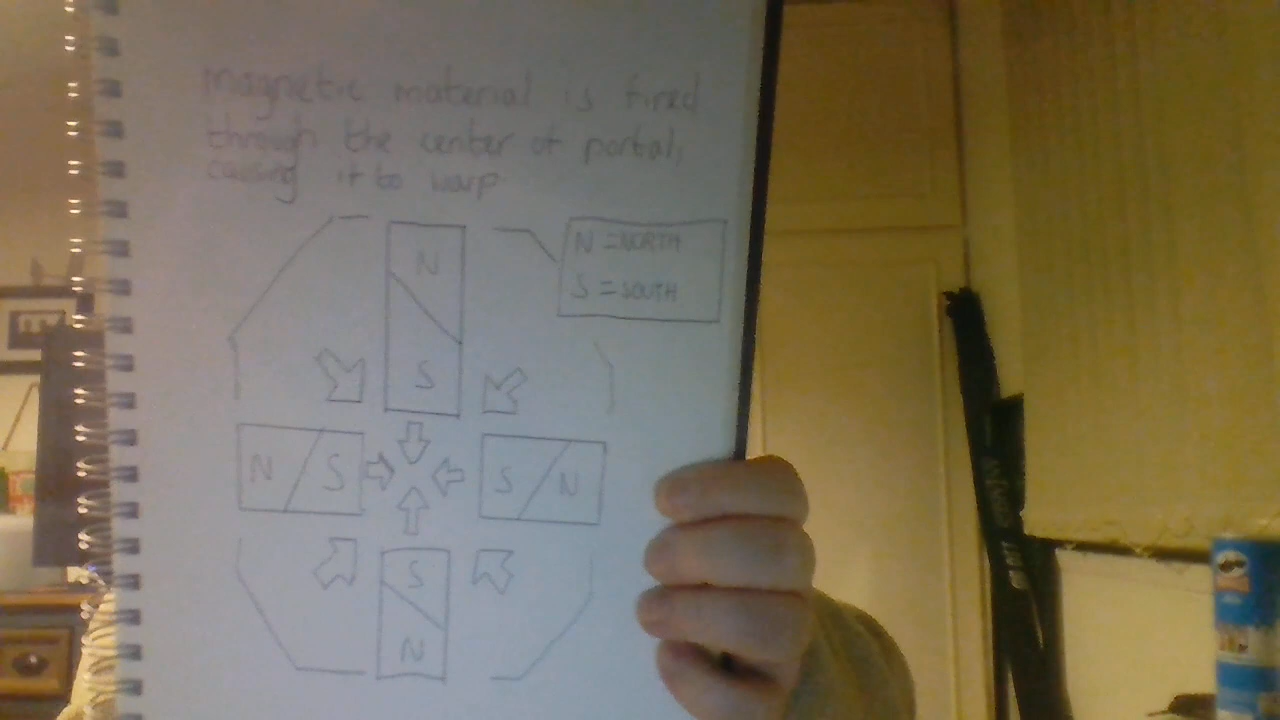 magnetic material is fired
through the center of portal,
causing it to warp
N = NORTH
S = SOUTH
N
S
N S
S N
S
N